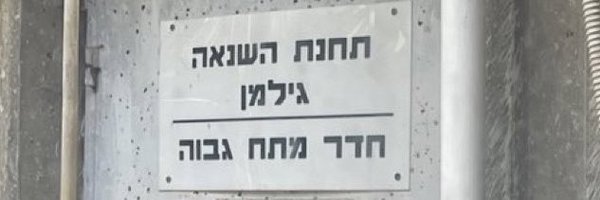 תחנת השנאה
גילמן
חדר מתח גבוה